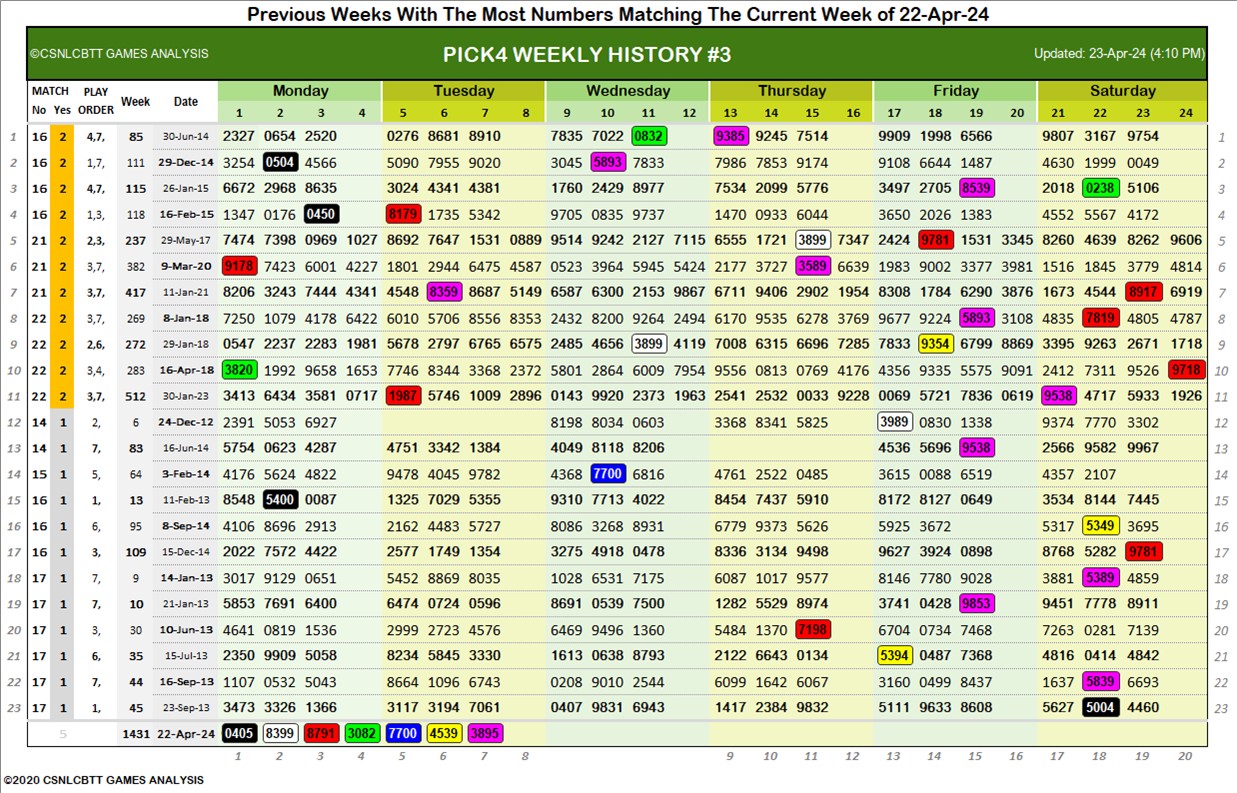 Previous Weeks With The Most Numbers Matching The Current Week of 22-Apr-24
©CSNLCBTT GAMES ANALYSIS PICK4 WEEKLY HISTORY #3 Updated: 23-Apr-24 (4:10 PM)
MATCH PLAY Week Date Monday Tuesday Wednesday Thursday Friday Saturday
No Yes ORDER 1 2 3 4 5 6 7 8 9 10 11 12 13 14 15 16 17 18 19 20 21 22 23 24
1 16 2 4,7, 85 30-Jun-14 2327 0654 2520 0276 8681 8910 7835 7022 0832 9385 9245 7514 9909 1998 6566 9807 3167 9754 1
2 16 2 1,7, 111 29-Dec-14 3254 0504 4566 5090 7955 9020 3045 5893 7833 7986 7853 9174 9108 6644 1487 4630 1999 0049 2
3 16 2 4,7, 115 26-Jan-15 6672 2968 8635 3024 4341 4381 1760 2429 8977 7534 2099 5776 3497 2705 8539 2018 0238 5106 3
4 16 2 1,3, 118 16-Feb-15 1347 0176 0450 8179 1735 5342 9705 0835 9737 1470 0933 6044 3650 2026 1383 4552 5567 4172 4
5 21 2 2,3, 237 29-May-17 7474 7398 0969 1027 8692 7647 1531 0889 9514 9242 2127 7115 6555 1721 3899 7347 2424 9781 1531 3345 8260 4639 8262 9606 5
6 21 2 3,7, 382 9-Mar-20 9178 7423 6001 4227 1801 2944 6475 4587 0523 3964 5945 5424 2177 3727 3589 6639 1983 9002 3377 3981 1516 1845 3779 4814 6
7 21 2 3,7, 417 11-Jan-21 8206 3243 7444 4341 4548 8359 8687 5149 6587 6300 2153 9867 6711 9406 2902 1954 0308 1784 6290 3876 1673 4544 8917 6919 7
8 22 2 3,7, 269 8-Jan-18 7250 1079 4178 6422 6010 5706 8556 8353 2432 8200 9264 2494 6170 9535 6278 3769 9677 9224 5893 3108 4835 7819 4805 4787 8
9 22 2 2,6, 272 29-Jan-18 0547 2237 2283 1981 5678 2797 6765 6575 2485 4656 3899 4119 7008 6315 6696 7285 7833 9354 6799 8869 3395 9263 2671 1718 9
10 22 2 3,4, 283 16-Apr-18 3820 1992 9658 1653 7746 8344 3368 2372 5801 2864 6009 7954 9536 0813 0769 4176 4356 9335 5575 9091 2412 7311 9526 9718 10
11 22 2 3,7, 512 30-Jan-23 3413 6434 3581 0717 1987 5746 1009 2896 0143 9920 2373 1963 2541 2532 0033 9228 0069 5721 7836 0619 9538 4717 5933 1926 11
12 14 1 2, 6 24-Dec-12 2391 5053 6927 8198 8034 0603 3368 8341 5825 3989 0830 1338 9374 7770 3302 12
13 14 1 7, 83 16-Jun-14 5754 0623 4287 4751 3342 1384 4049 8118 8206 4536 5696 9538 2566 9582 9967 13
14 15 1 5, 64 3-Feb-14 4176 5624 4822 9478 4045 9782 4368 7700 6816 4761 2522 0485 3615 0088 6519 4357 2107 14
15 16 1 1, 13 11-Feb-13 8548 5400 0087 1325 7029 5355 9310 7713 4022 8454 7437 5910 8172 8127 0649 3534 8144 7445 15
16 16 1 6, 95 8-Sep-14 4106 8696 2913 2162 4483 5727 8086 3268 8931 6779 9373 5626 5925 3672 5317 5349 3695 16
17 16 1 3, 109 15-Dec-14 2022 7572 4422 2577 1749 1354 3275 4918 0478 8336 3134 9498 9627 3924 0898 8768 5282 9781 17
18 17 1 7, 9 14-Jan-13 3017 9129 0651 5452 8869 8035 1028 6531 7175 6087 1017 9577 8146 7780 9028 3881 5389 4859 18
19 17 1 7, 10 21-Jan-13 5853 7691 6400 6474 0724 0596 8691 0539 7500 1282 5529 8974 3741 0428 9853 9451 7778 8911 19
20 17 1 3, 30 10-Jun-13 4641 0819 1536 2999 2723 4576 6469 9496 1360 5484 1370 7198 6704 0734 7468 7263 0281 7139 20
21 17 1 6, 35 15-Jul-13 2350 9909 5058 8234 5845 3330 1613 0638 8793 2122 6643 0134 5394 0487 7368 4816 0414 4842 21
22 17 1 7, 44 16-Sep-13 1107 0532 5043 8664 1096 6743 0208 9010 2544 6099 1642 6067 3160 0499 8437 1637 5839 6693 22
23 17 1 1, 45 23-Sep-13 3473 3326 1366 3117 3194 7061 0407 9831 6943 1417 2384 9832 5111 9633 8608 5627 5004 4460 23
5 1431 22-Apr-24 0405 8399 8791 3082 7700 4539 3895
1 2 3 4 5 6 7 8 9 10 11 12 13 14 15 16 17 18 19 20
©2020 CSNLCBTT GAMES ANALYSIS